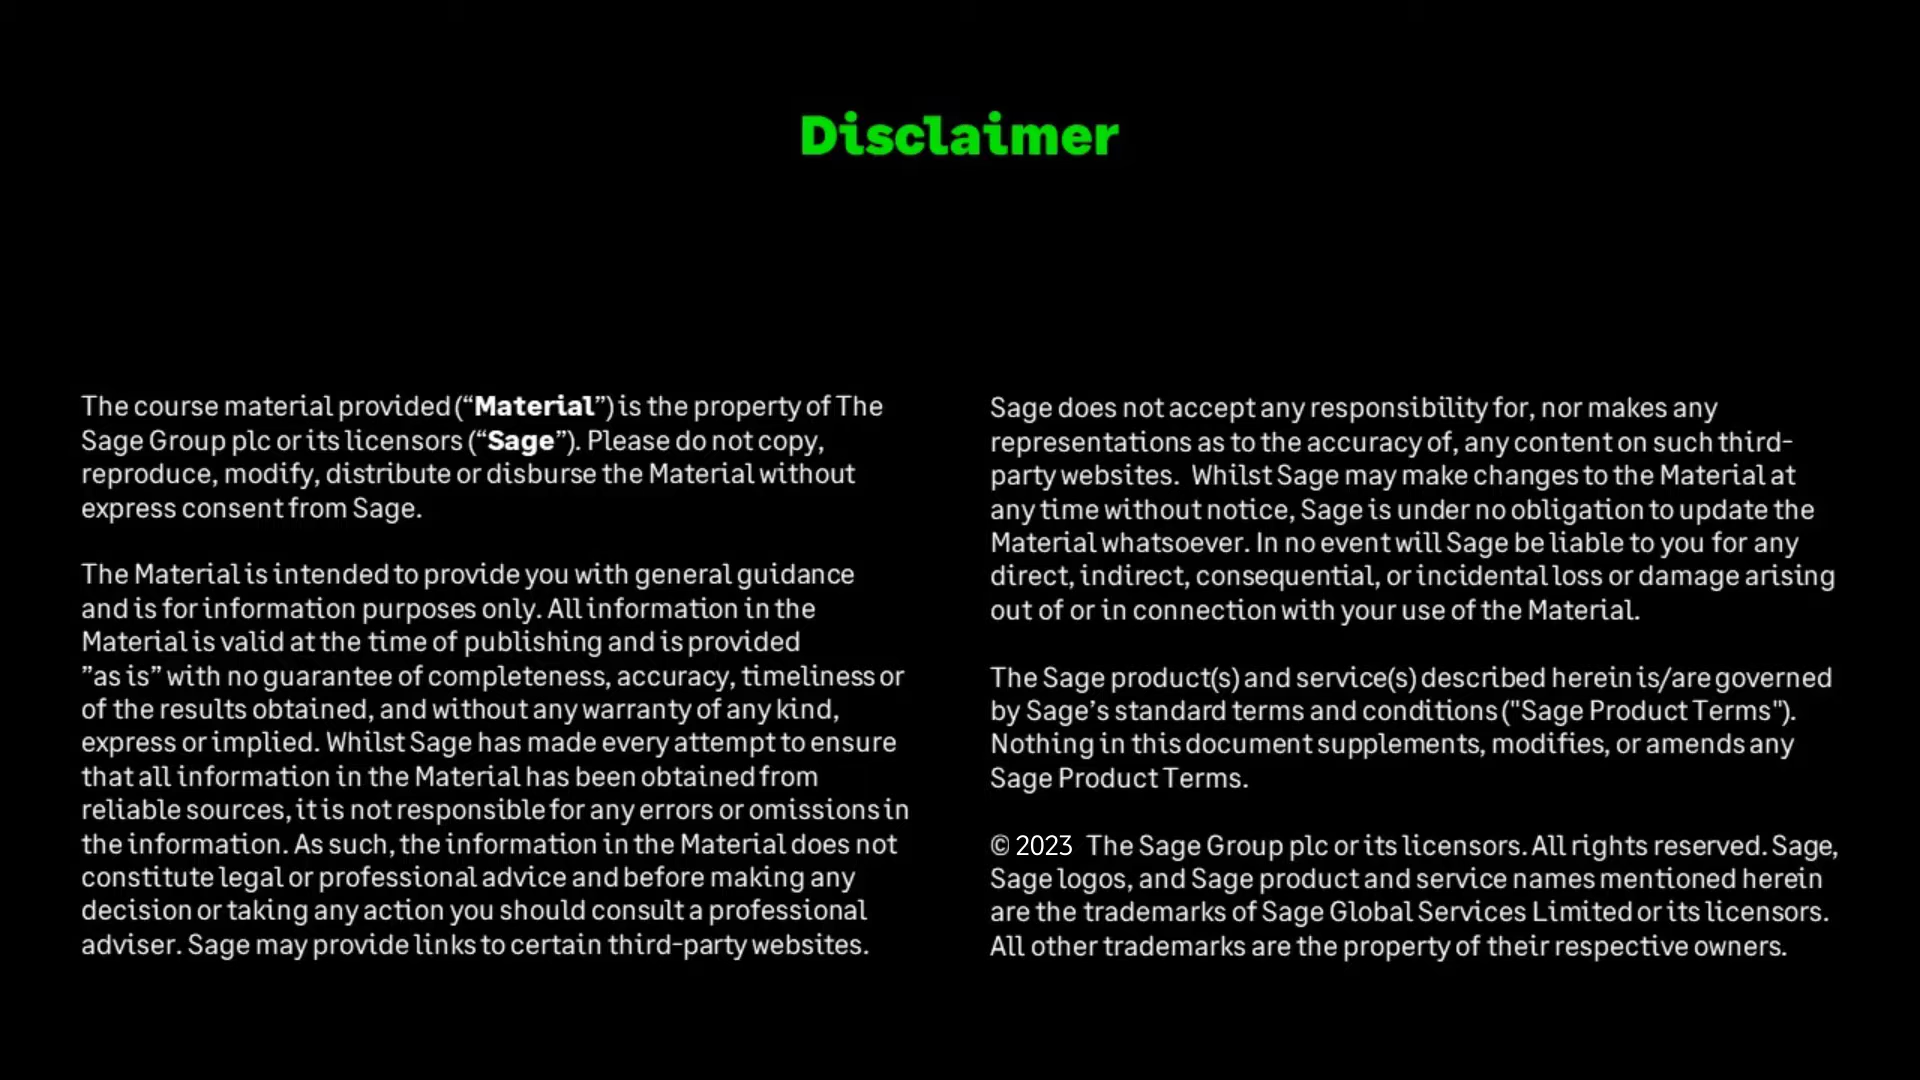 Disclaimer
The course material provided (“Material”) is the property of The
Sage Group plc or its licensors (“Sage”). Please do not copy,
reproduce, modify, distribute or disburse the Material without
express consent from Sage.
The Material is intended to provide you with general guidance
and is for information purposes only. All information in the
Material is valid at the time of publishing and is provided
”as is” with no guarantee of completeness, accuracy, timeliness or
of the results obtained, and without any warranty of any kind,
express or implied. Whilst Sage has made every attempt to ensure
that all information in the Material has been obtained from
reliable sources, it is not responsible for any errors or omissions in
the information. As such, the information in the Material does not
constitute legal or professional advice and before making any
decision or taking any action you should consult a professional
adviser. Sage may provide links to certain third-party websites.
Sage does not accept any responsibility for, nor makes any
representations as to the accuracy of, any content on such third-
party websites.  Whilst Sage may make changes to the Material at
any time without notice, Sage is under no obligation to update the
Material whatsoever. In no event will Sage be liable to you for any
direct, indirect, consequential, or incidental loss or damage arising
out of or in connection with your use of the Material.
The Sage product(s) and service(s) described herein is/are governed
by Sage’s standard terms and conditions ("Sage Product Terms").
Nothing in this document supplements, modifies, or amends any
Sage Product Terms.
© 2023  The Sage Group plc or its licensors. All rights reserved. Sage,
Sage logos, and Sage product and service names mentioned herein
are the trademarks of Sage Global Services Limited or its licensors.
All other trademarks are the property of their respective owners.